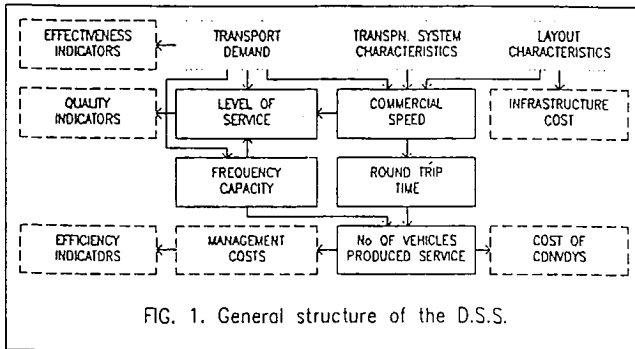 EFFECTIVENESS
INDICATORS
TRANSPORT
DEMAND
TRANSPN. SYSTEM
CHARACTERISTICS
LAYOUT
CHARACTERISTICS
QUALITY
INDICATORS
LEVEL OF
SERVICE
COMMERCIAL
SPEED
INFRASTRUCTURE
COST
FREQUENCY
CAPACITY
ROUND TRIP
TIME
EFFICIENCY
INDICATORS
MANAGEMENT
COSTS
No OF VEHICLES
PRODUCED SERVICE
COST OF
CONVOYS
FIG. 1. General structure of the D.S.S.